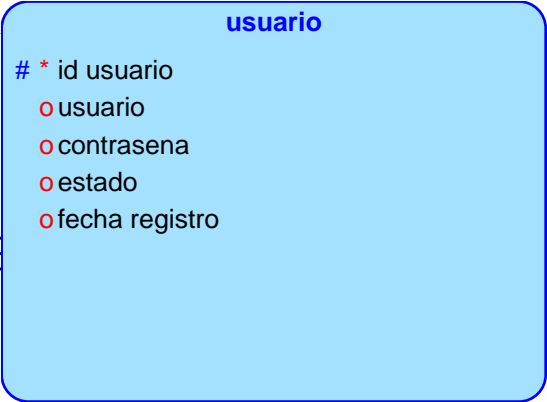 usuario
# * id usuario
o usuario
o contrasena
o estado
o fecha registro